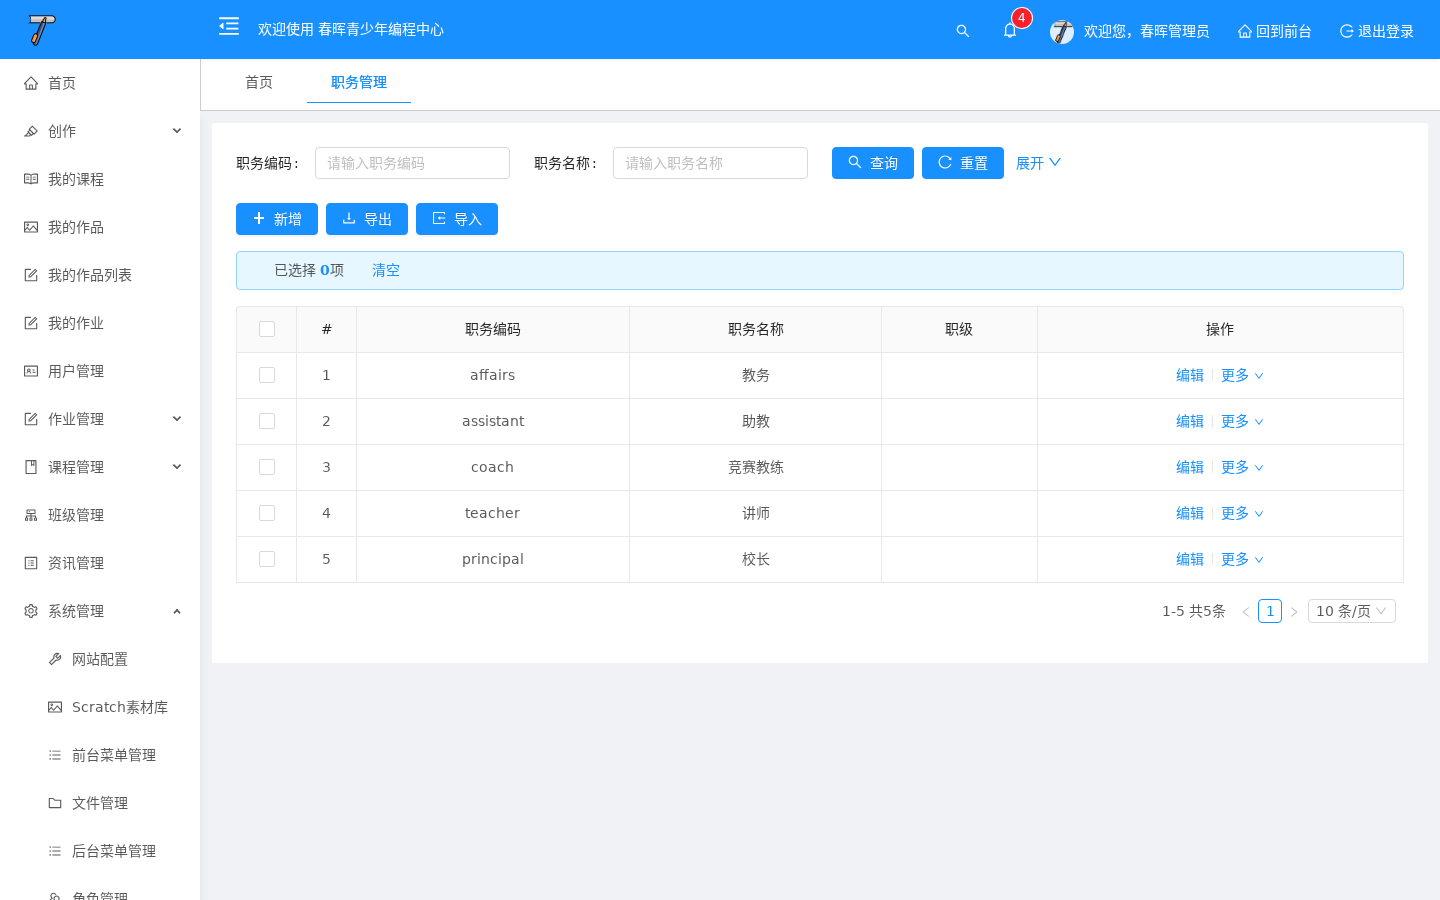 欢迎使用 春晖青少年编程中心
4
欢迎您，春晖管理员
回到前台
退出登录
首页
创作
我的课程
我的作品
我的作品列表
我的作业
用户管理
作业管理
课程管理
班级管理
资讯管理
系统管理
网站配置
Scratch素材库
前台菜单管理
文件管理
后台菜单管理
角色管理
首页
职务管理
职务编码：
请输入职务编码
职务名称：
请输入职务名称
查询
重置
展开
新增
导出
导入
已选择 0项
清空
# 职务编码 职务名称 职级 操作
1 affairs 教务 编辑 更多
2 assistant 助教 编辑 更多
3 coach 竞赛教练 编辑 更多
4 teacher 讲师 编辑 更多
5 principal 校长 编辑 更多
1-5 共5条
1
10 条/页